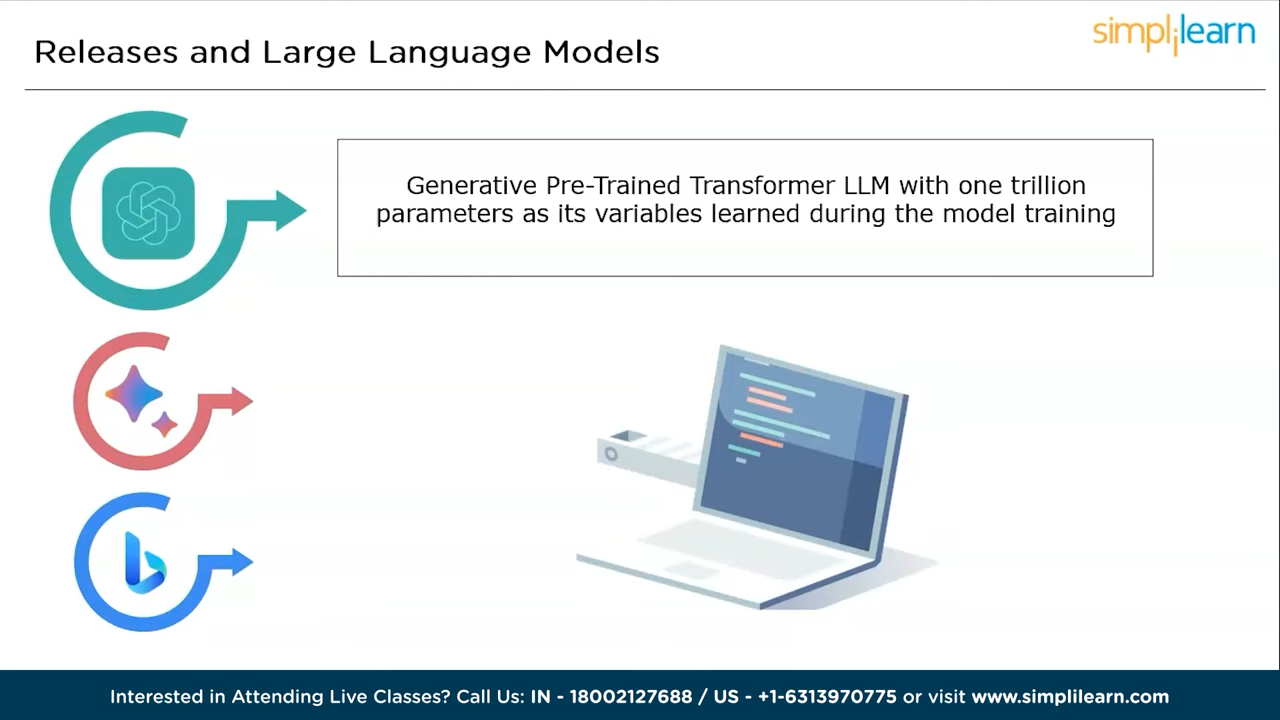 Releases and Large Language Models
simplilearn
Generative Pre-Trained Transformer LLM with one trillion
parameters as its variables learned during the model training
Interested in Attending Live Classes? Call Us: IN - 18002127688 / US - +1-6313970775 or visit www.simplilearn.com